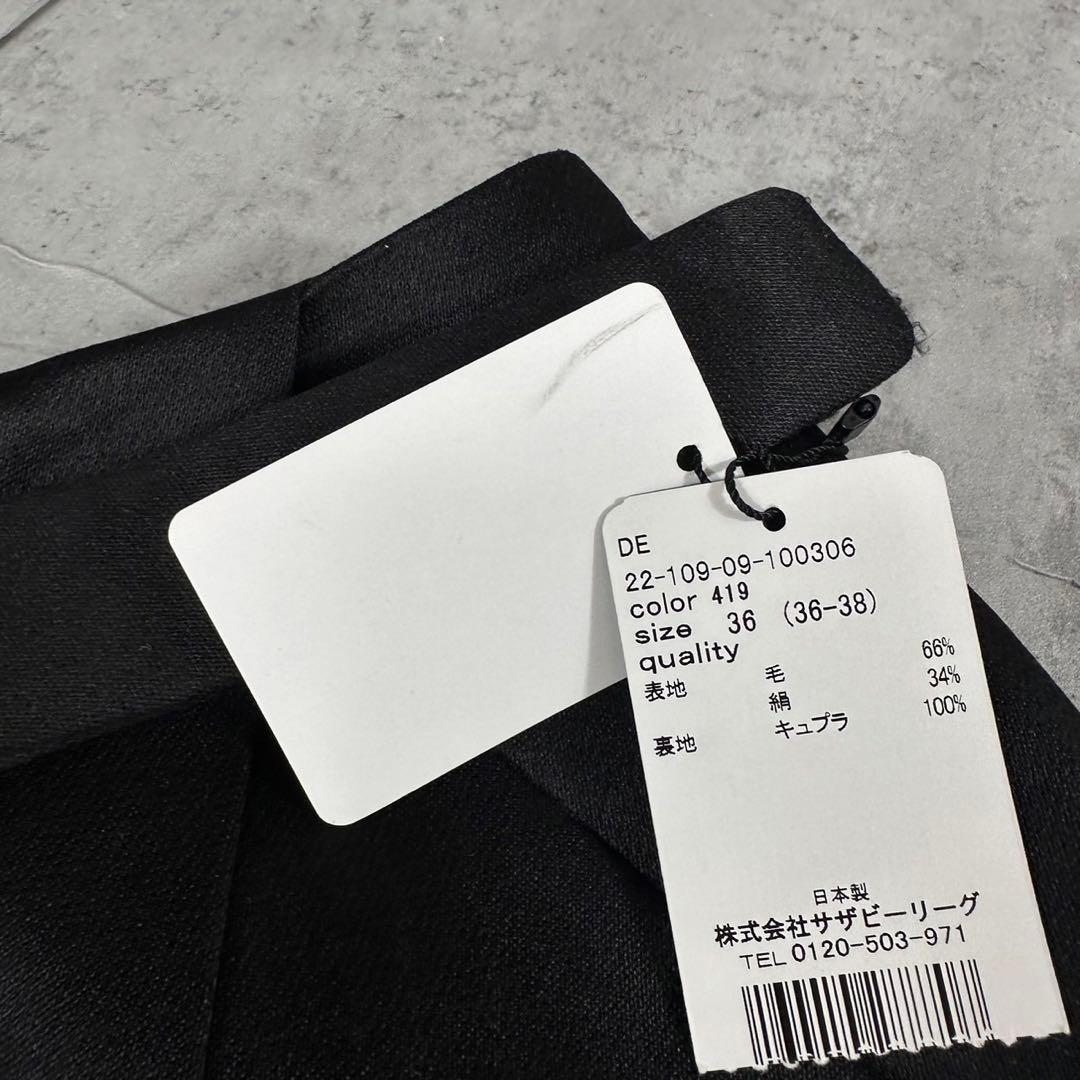 DE
22-109-09-100306
color 419
size 36 (36-38)
quality
表地 毛 66%
絹 34%
裏地 キュプラ 100%
日本製
株式会社サザビーリーグ
TEL 0120-503-971